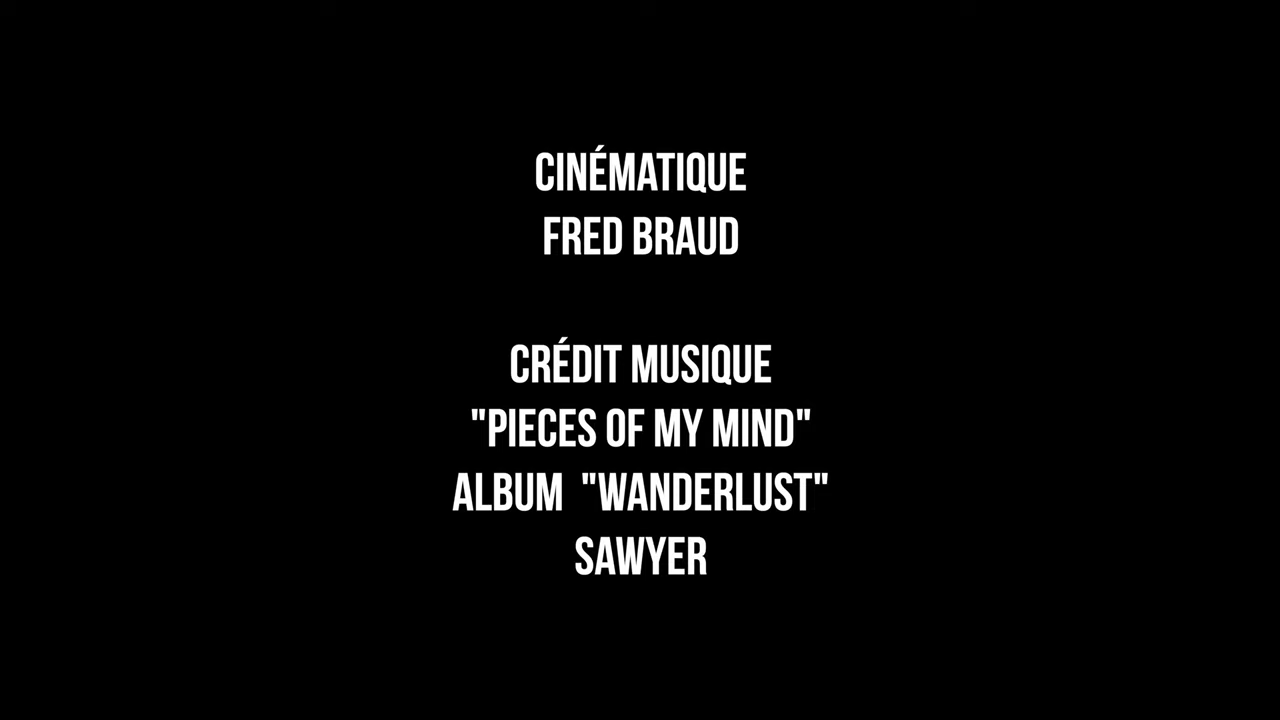 CINÉMATIQUE
FRED BRAUD
CRÉDIT MUSIQUE
"PIECES OF MY MIND"
ALBUM  "WANDERLUST"
SAWYER